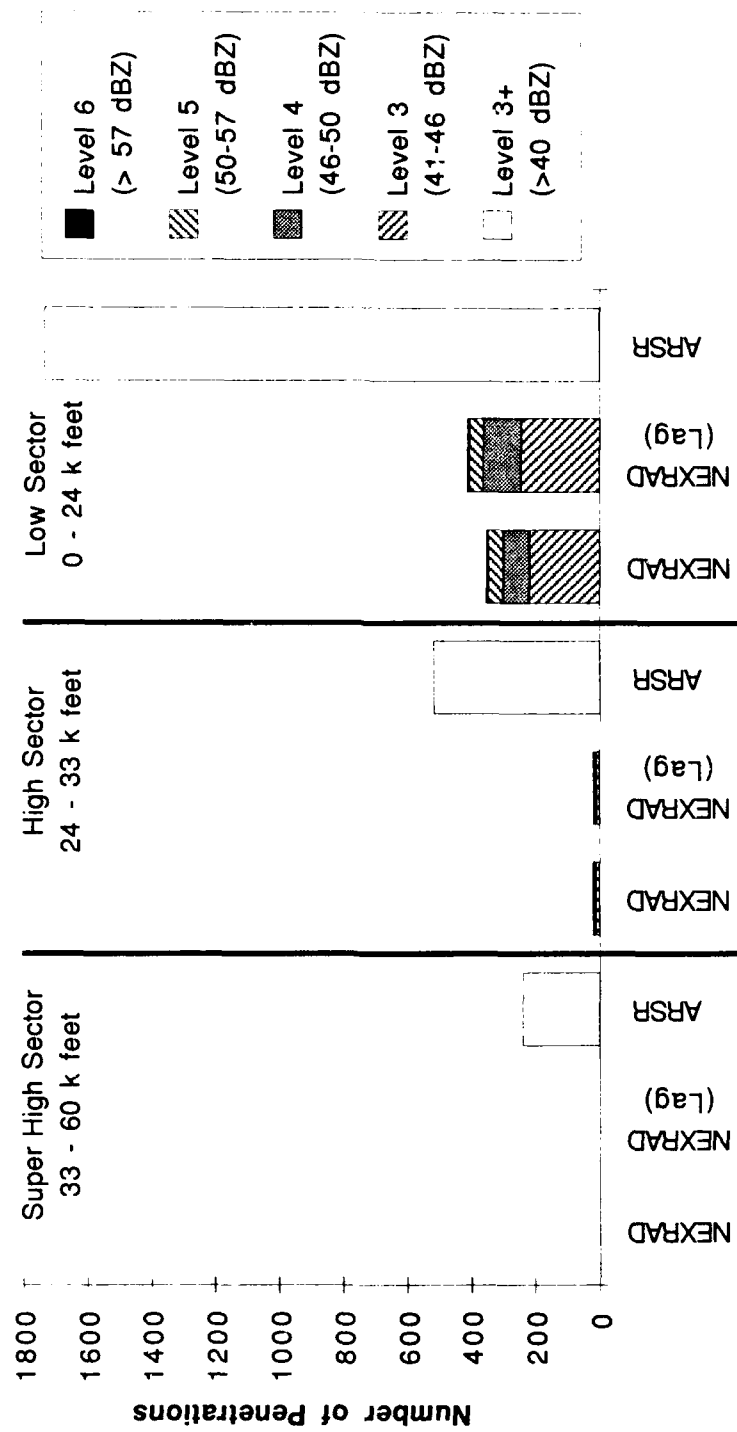 Number of Penetrations
1800
1600
1400
1200
1000
800
600
400
200
0
Super High Sector
33 - 60 k feet
High Sector
24 - 33 k feet
Low Sector
0 - 24 k feet
NEXRAD
NEXRAD
(Lag)
ARSR
NEXRAD
NEXRAD
(Lag)
ARSR
NEXRAD
NEXRAD
(Lag)
ARSR
Level 6
(> 57 dBZ)
Level 5
(50-57 dBZ)
Level 4
(46-50 dBZ)
Level 3
(41-46 dBZ)
Level 3+
(>40 dBZ)